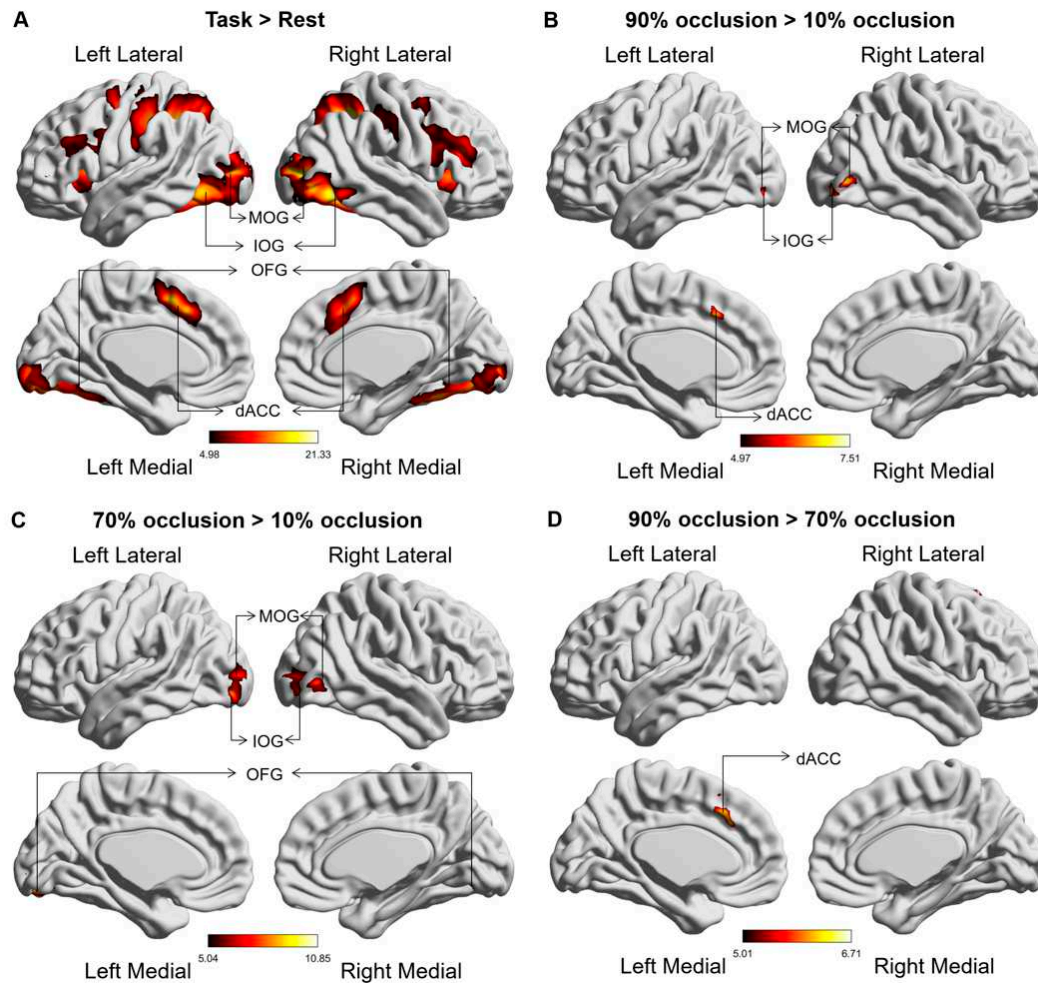 A Task > Rest
Left Lateral Right Lateral
MOG
IOG
OFG
dACC
4.98 21.33
Left Medial Right Medial
B 90% occlusion > 10% occlusion
Left Lateral Right Lateral
MOG
IOG
dACC
4.97 7.51
Left Medial Right Medial
C 70% occlusion > 10% occlusion
Left Lateral Right Lateral
MOG
IOG
OFG
5.04 10.85
Left Medial Right Medial
D 90% occlusion > 70% occlusion
Left Lateral Right Lateral
dACC
5.01 6.71
Left Medial Right Medial